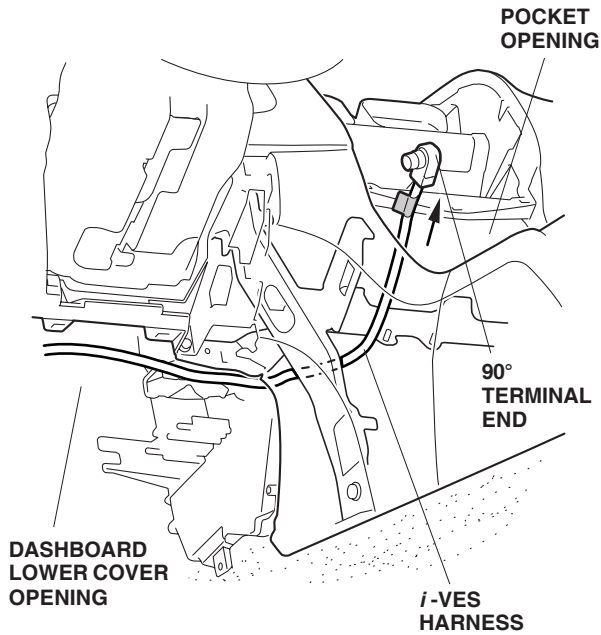 POCKET
OPENING
90°
TERMINAL
END
DASHBOARD
LOWER COVER
OPENING
i -VES
HARNESS